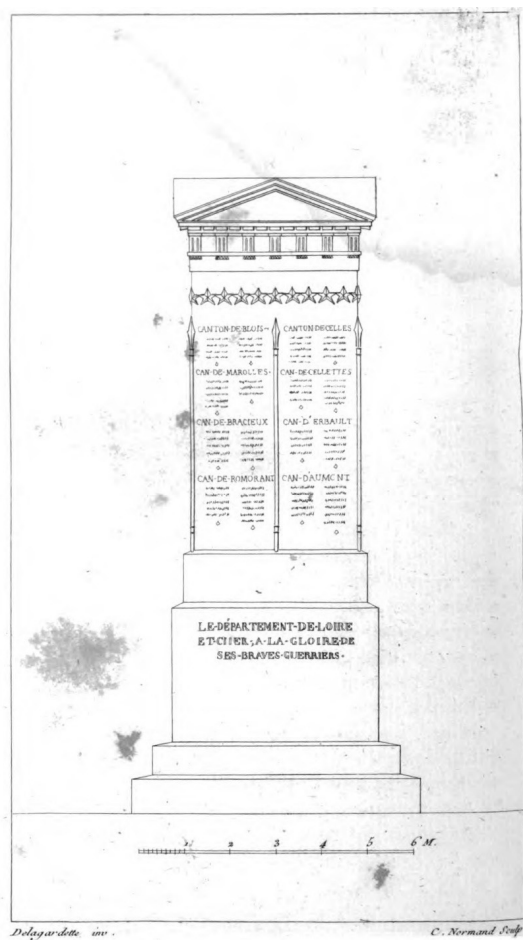 CANTON·DE·BLOIS·
CANTON DE CELLES
CAN·DE·MAROLLES·
CAN·DE CELLETTES
CAN·DE·BRACIEUX
CAN·D'ERBAULT
CAN·DE·ROMORANT
CAN·D'AUMONT
LE·DÉPARTEMENT·DE·LOIRE
ET·CHER, A·LA·GLOIRE·DE
SES·BRAVES·GUERRIERS·
1 2 3 4 5 6 M.
Delagardette inv.
C. Normand Sculp